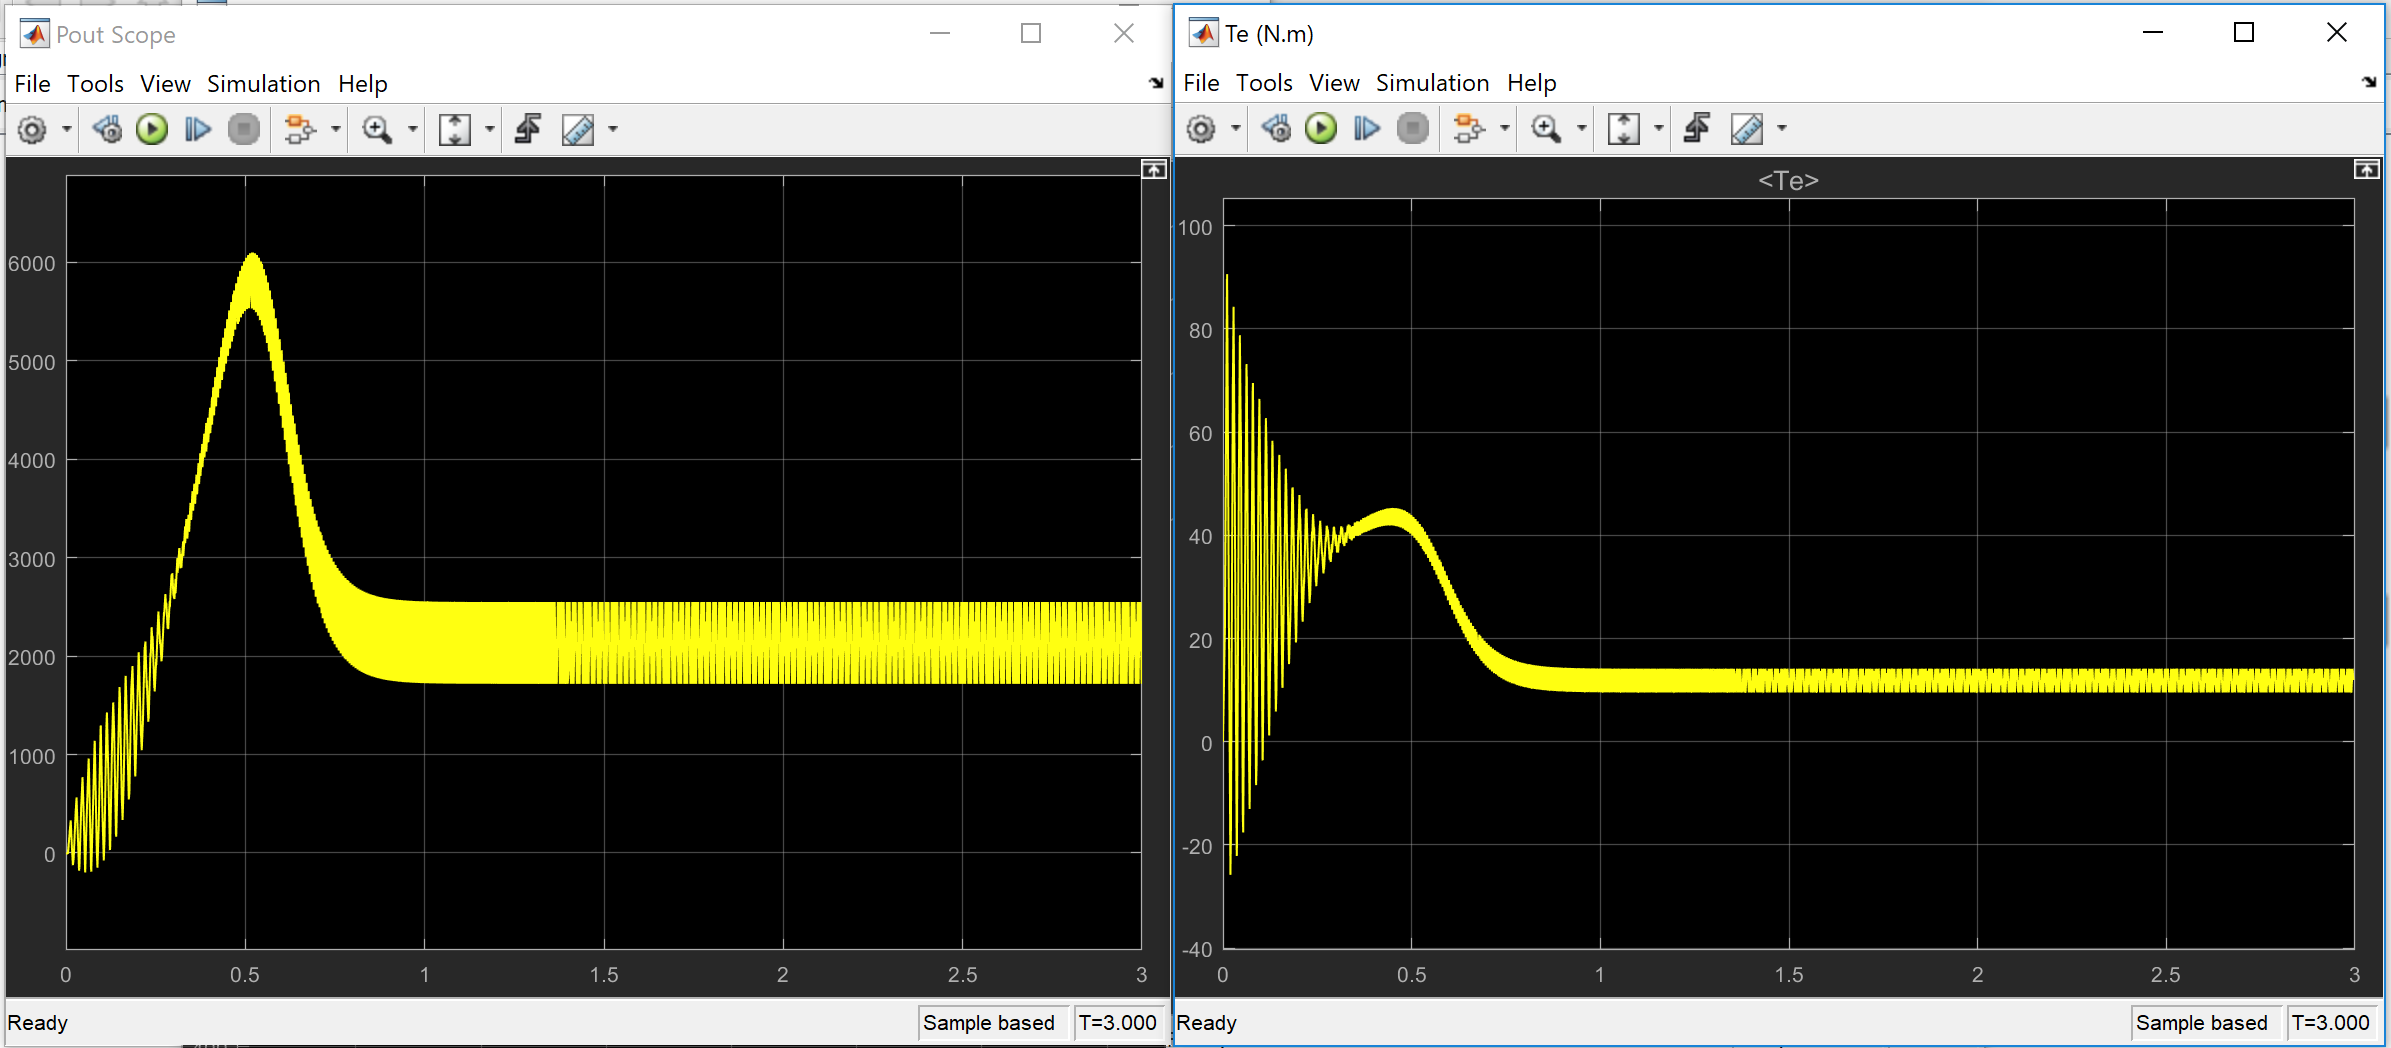 Pout Scope
File Tools View Simulation Help
6000
5000
4000
3000
2000
1000
0
0 0.5 1 1.5 2 2.5 3
Ready
Sample based T=3.000
Te (N.m)
File Tools View Simulation Help
<Te>
100
80
60
40
20
0
-20
-40
0 0.5 1 1.5 2 2.5 3
Ready
Sample based T=3.000